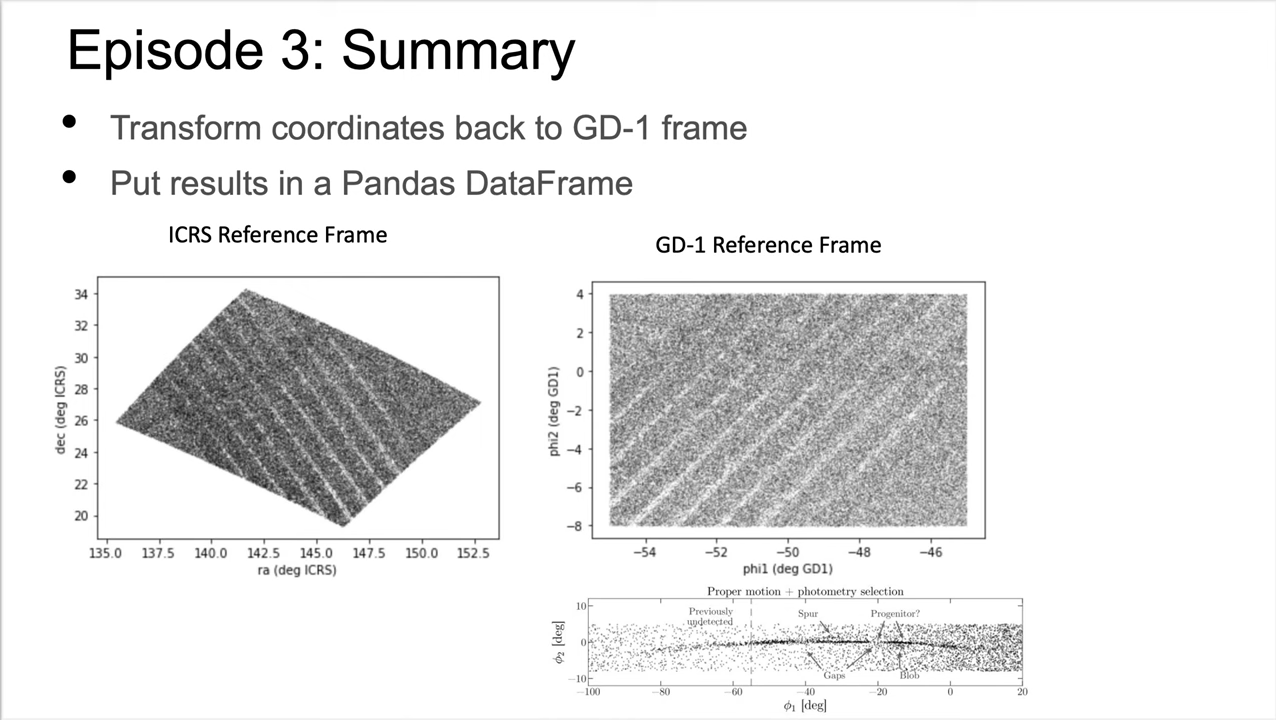 Episode 3: Summary
• Transform coordinates back to GD-1 frame
• Put results in a Pandas DataFrame
ICRS Reference Frame
34
32
30
28
26
24
22
20
dec (deg ICRS)
135.0 137.5 140.0 142.5 145.0 147.5 150.0 152.5
ra (deg ICRS)
GD-1 Reference Frame
4
2
0
−2
−4
−6
−8
phi2 (deg GD1)
−54 −52 −50 −48 −46
phi1 (deg GD1)
Proper motion + photometry selection
10
0
−10
ϕ2 [deg]
Previously
undetected
Spur
Progenitor?
Gaps
Blob
−100 −80 −60 −40 −20 0 20
ϕ1 [deg]